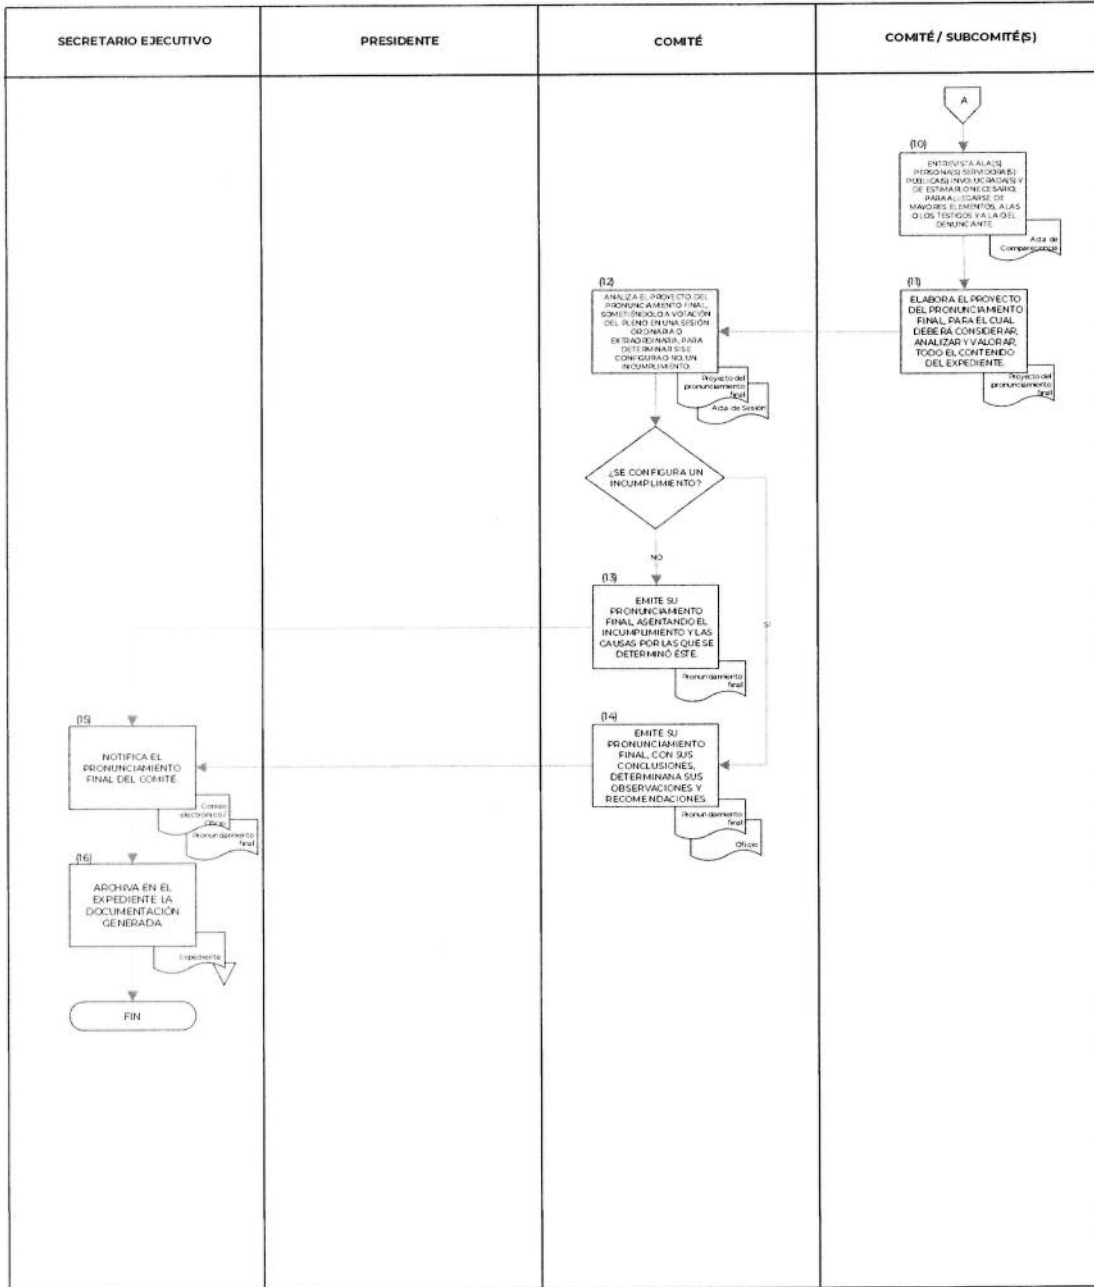 SECRETARIO EJECUTIVO
PRESIDENTE
COMITÉ
COMITÉ / SUBCOMITÉ(S)
A
(10)
ENTREVISTA A LA(S)
PERSONA(S) SERVIDORA(S)
PÚBLICA(S) INVOLUCRADA(S) Y
DE ESTIMARLO NECESARIO,
PARA ALLEGARSE DE
MAYORES ELEMENTOS, A LAS
O LOS TESTIGOS Y A LA O EL
DENUNCIANTE.
Acta de
Comparecencia
(11)
ELABORA EL PROYECTO
DEL PRONUNCIAMIENTO
FINAL, PARA EL CUAL
DEBERÁ CONSIDERAR,
ANALIZAR Y VALORAR,
TODO EL CONTENIDO
DEL EXPEDIENTE.
Proyecto del
pronunciamiento
final
(12)
ANALIZA EL PROYECTO DEL
PRONUNCIAMIENTO FINAL,
SOMETIÉNDOLO A VOTACIÓN
DEL PLENO EN UNA SESIÓN
ORDINARIA O
EXTRAORDINARIA, PARA
DETERMINAR SI SE
CONFIGURA O NO, UN
INCUMPLIMIENTO.
Proyecto del
pronunciamiento
final
Acta de Sesión
¿SE CONFIGURA UN
INCUMPLIMIENTO?
NO
SI
(13)
EMITE SU
PRONUNCIAMIENTO
FINAL, ASENTANDO EL
INCUMPLIMIENTO Y LAS
CAUSAS POR LAS QUE SE
DETERMINÓ ÉSTE.
Pronunciamiento
final
(14)
EMITE SU
PRONUNCIAMIENTO
FINAL, CON SUS
CONCLUSIONES,
DETERMINANA SUS
OBSERVACIONES Y
RECOMENDACIONES.
Pronunciamiento
final
Oficio
(15)
NOTIFICA EL
PRONUNCIAMIENTO
FINAL DEL COMITÉ.
Correo
electrónico /
Oficio
Pronunciamiento
final
(16)
ARCHIVA EN EL
EXPEDIENTE LA
DOCUMENTACIÓN
GENERADA.
Expediente
FIN